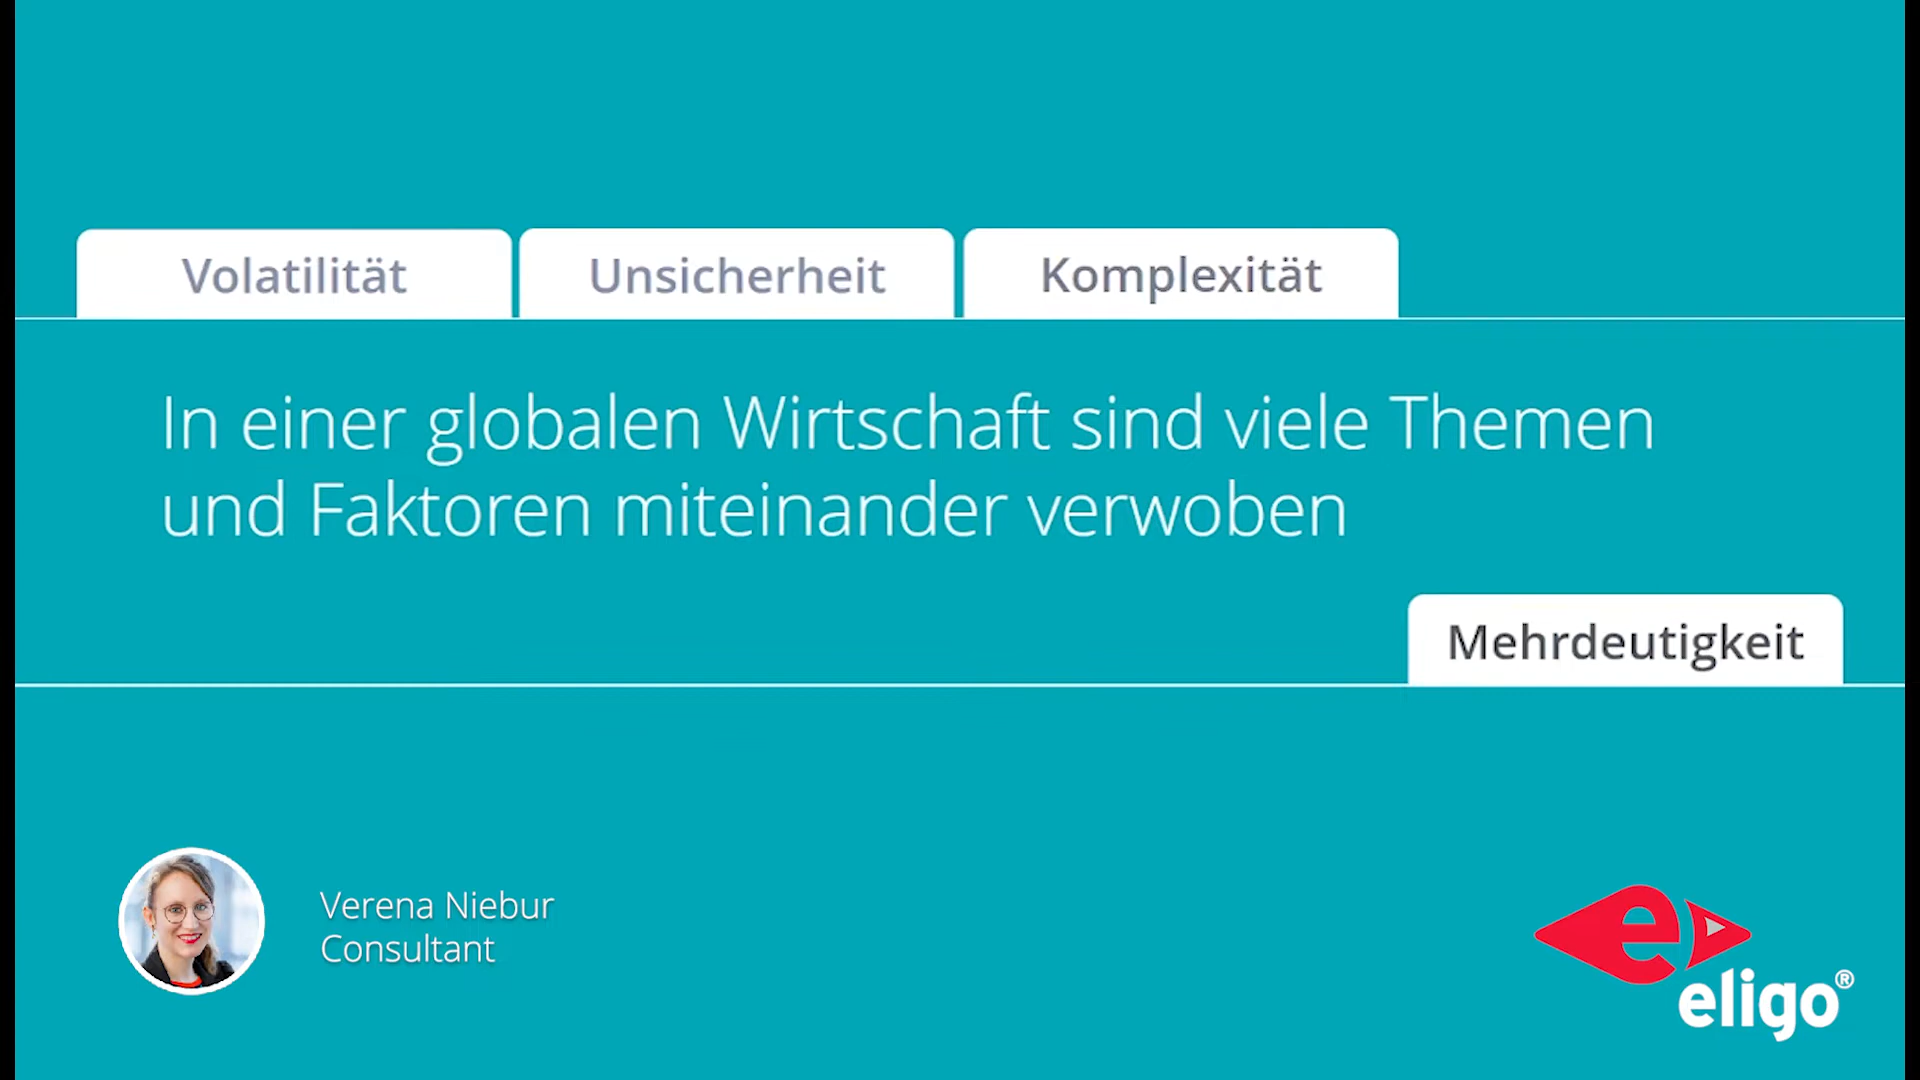 Volatilität
Unsicherheit
Komplexität
In einer globalen Wirtschaft sind viele Themen
und Faktoren miteinander verwoben
Mehrdeutigkeit
Verena Niebur
Consultant
e
eligo®